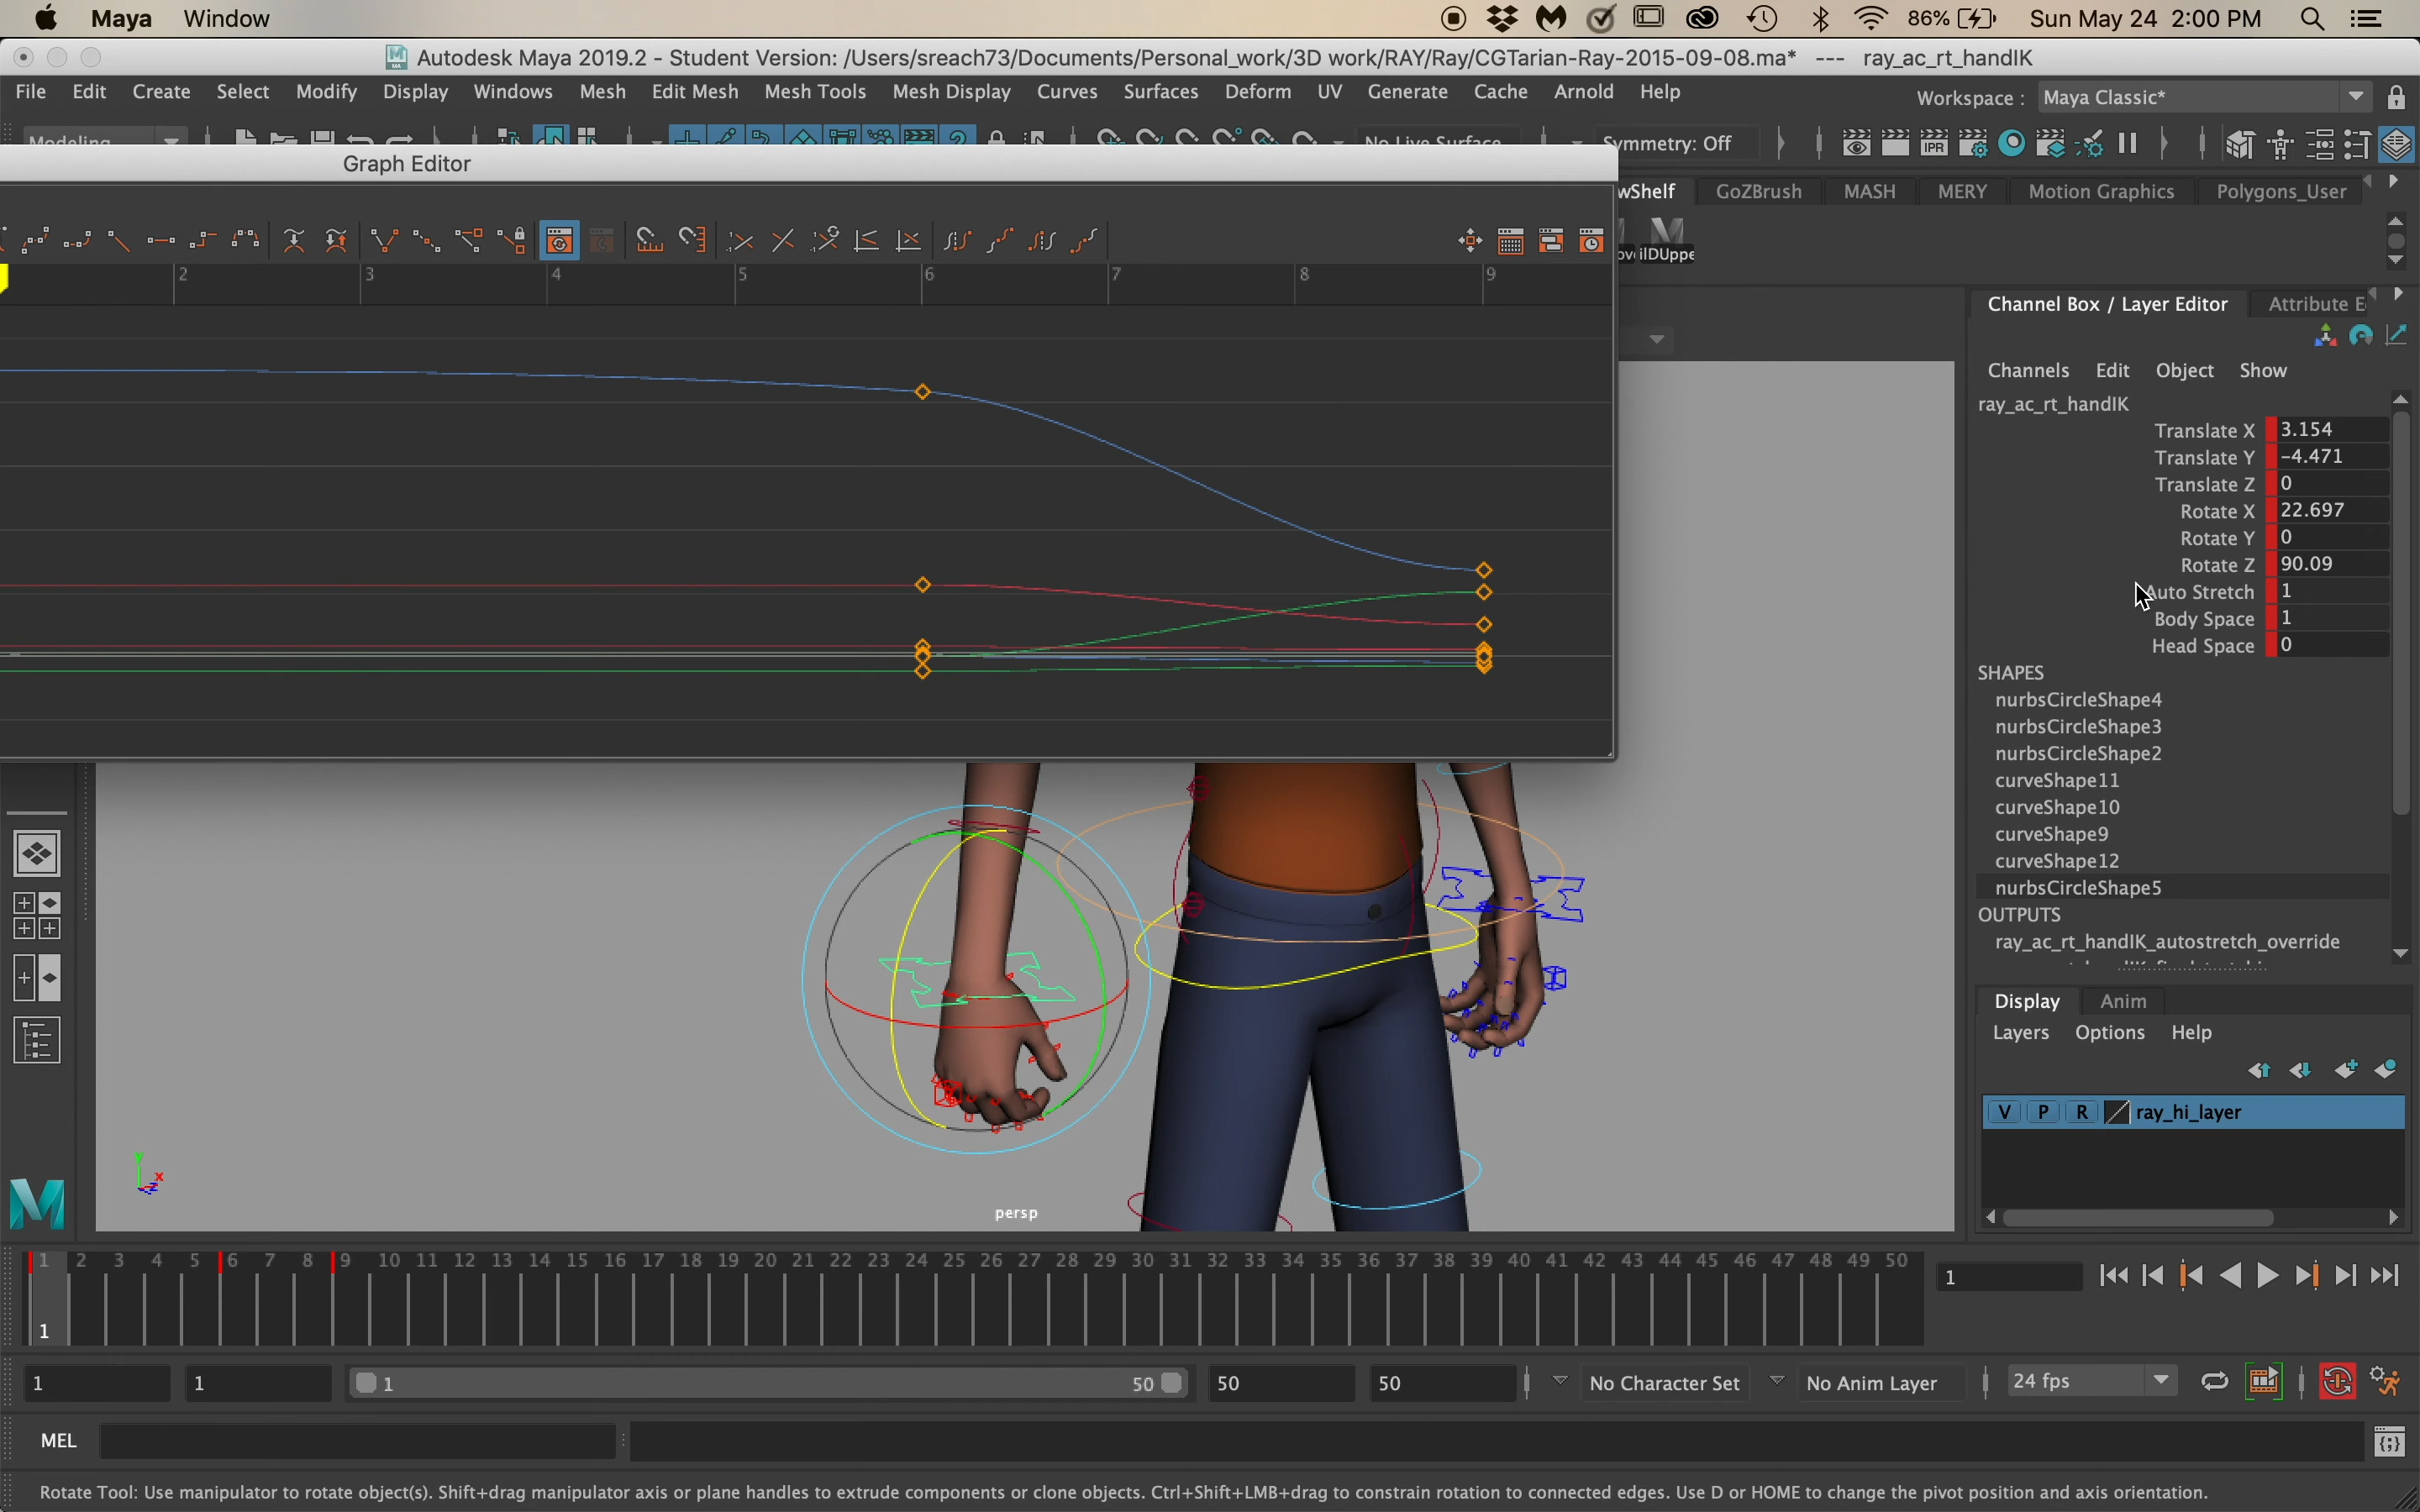 Maya Window 86% Sun May 24 2:00 PM
Autodesk Maya 2019.2 - Student Version: /Users/sreach73/Documents/Personal_work/3D work/RAY/Ray/CGTarian-Ray-2015-09-08.ma* --- ray_ac_rt_handIK
File Edit Create Select Modify Display Windows Mesh Edit Mesh Mesh Tools Mesh Display Curves Surfaces Deform UV Generate Cache Arnold Help Workspace : Maya Classic*
Modeling No Live Surface Symmetry: Off IPR
Graph Editor
wShelf GoZBrush MASH MERY Motion Graphics Polygons_User
ilDUppe
2 3 4 5 6 7 8 9
Channel Box / Layer Editor Attribute E
Channels Edit Object Show
ray_ac_rt_handIK
Translate X 3.154
Translate Y -4.471
Translate Z 0
Rotate X 22.697
Rotate Y 0
Rotate Z 90.09
Auto Stretch 1
Body Space 1
Head Space 0
SHAPES
nurbsCircleShape4
nurbsCircleShape3
nurbsCircleShape2
curveShape11
curveShape10
curveShape9
curveShape12
nurbsCircleShape5
OUTPUTS
ray_ac_rt_handIK_autostretch_override
Display Anim
Layers Options Help
V P R ray_hi_layer
y x z
persp
1 2 3 4 5 6 7 8 9 10 11 12 13 14 15 16 17 18 19 20 21 22 23 24 25 26 27 28 29 30 31 32 33 34 35 36 37 38 39 40 41 42 43 44 45 46 47 48 49 50
1 1
1 1 1 50 50 50 No Character Set No Anim Layer 24 fps
MEL
Rotate Tool: Use manipulator to rotate object(s). Shift+drag manipulator axis or plane handles to extrude components or clone objects. Ctrl+Shift+LMB+drag to constrain rotation to connected edges. Use D or HOME to change the pivot position and axis orientation.